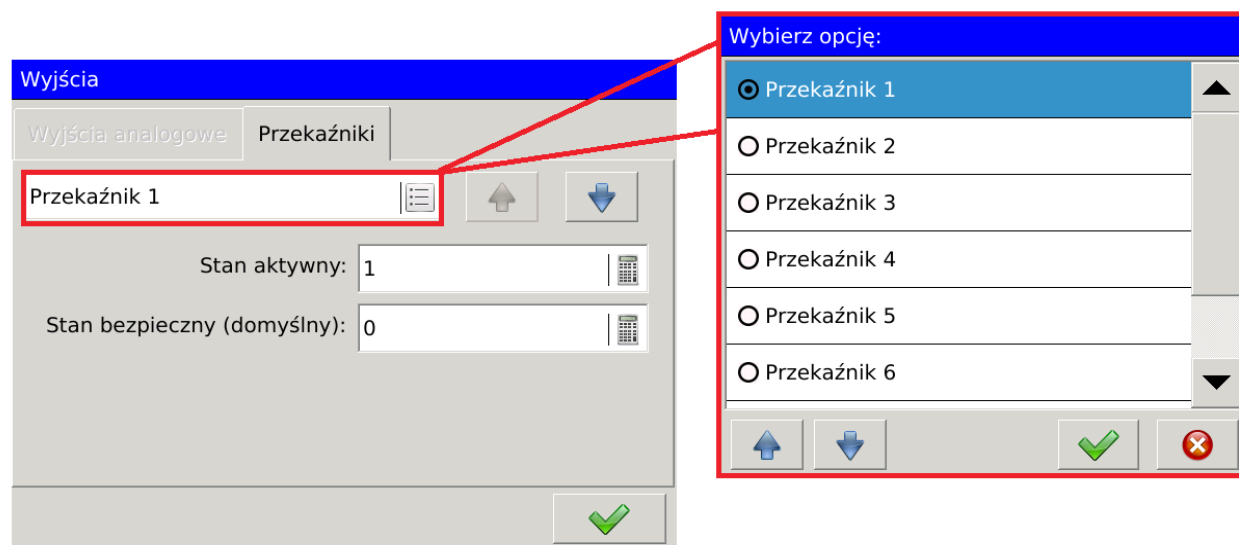 Wyjścia
Wyjścia analogowe
Przekaźniki
Przekaźnik 1
Stan aktywny: 1
Stan bezpieczny (domyślny): 0
Wybierz opcję:
Przekaźnik 1
Przekaźnik 2
Przekaźnik 3
Przekaźnik 4
Przekaźnik 5
Przekaźnik 6